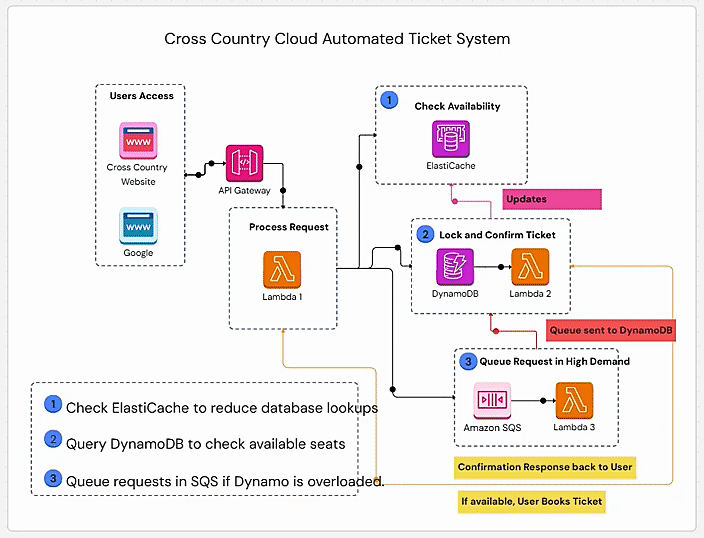 Cross Country Cloud Automated Ticket System
Users Access
WWW
Cross Country
Website
WWW
Google
API Gateway
Process Request
Lambda 1
1
Check Availability
ElastiCache
Updates
2
Lock and Confirm Ticket
DynamoDB
Lambda 2
Queue sent to DynamoDB
3
Queue Request in High Demand
Amazon SQS
Lambda 3
1 Check ElastiCache to reduce database lookups
2 Query DynamoDB to check available seats
3 Queue requests in SQS if Dynamo is overloaded.
Confirmation Response back to User
If available, User Books Ticket